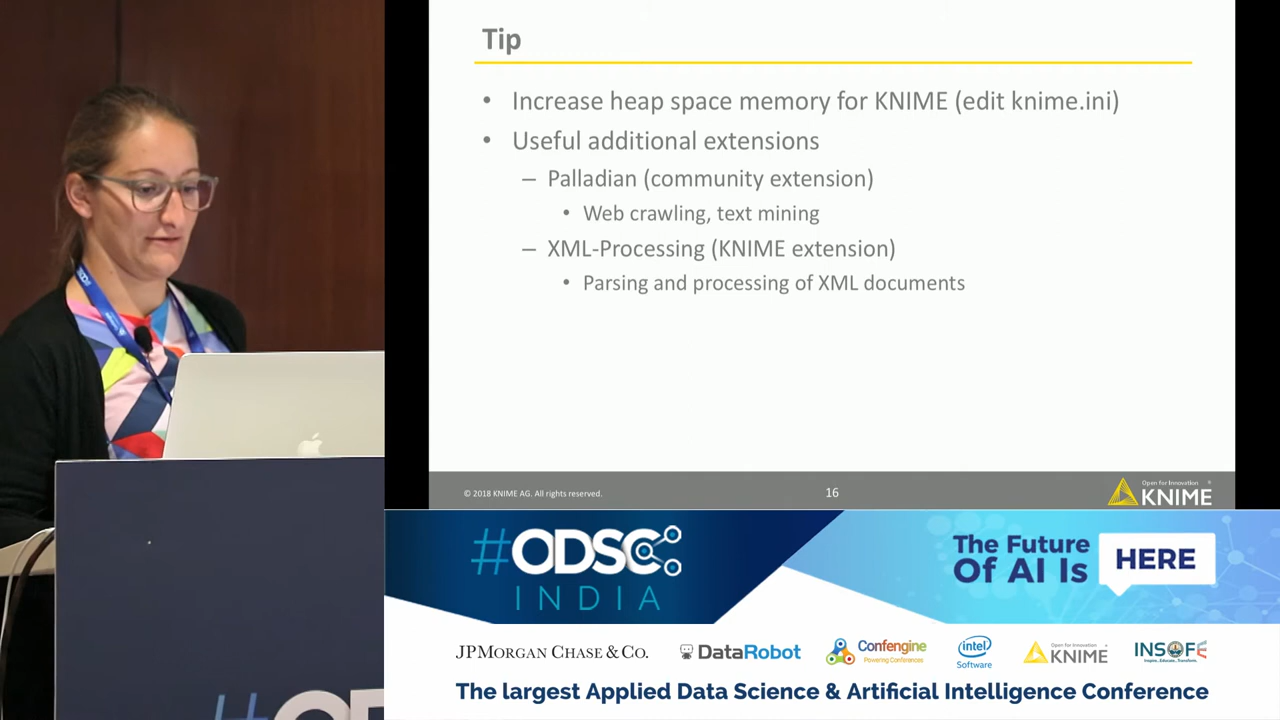 Tip
• Increase heap space memory for KNIME (edit knime.ini)
• Useful additional extensions
– Palladian (community extension)
• Web crawling, text mining
– XML-Processing (KNIME extension)
• Parsing and processing of XML documents
© 2018 KNIME AG. All rights reserved.
16
Open for Innovation
KNIME
#ODSC
INDIA
The Future
Of AI Is
HERE
JPMORGAN CHASE & CO.
DataRobot
Confengine
Powering Conferences
intel
Software
Open for Innovation
KNIME
INSOFE
Inspire...Educate...Transform.
The largest Applied Data Science & Artificial Intelligence Conference